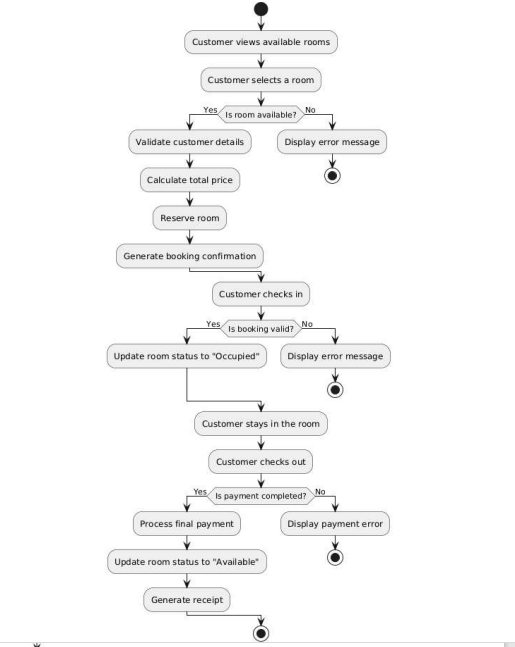 Customer views available rooms
Customer selects a room
Yes
Is room available?
No
Validate customer details
Display error message
Calculate total price
Reserve room
Generate booking confirmation
Customer checks in
Yes
Is booking valid?
No
Update room status to "Occupied"
Display error message
Customer stays in the room
Customer checks out
Yes
Is payment completed?
No
Process final payment
Display payment error
Update room status to "Available"
Generate receipt